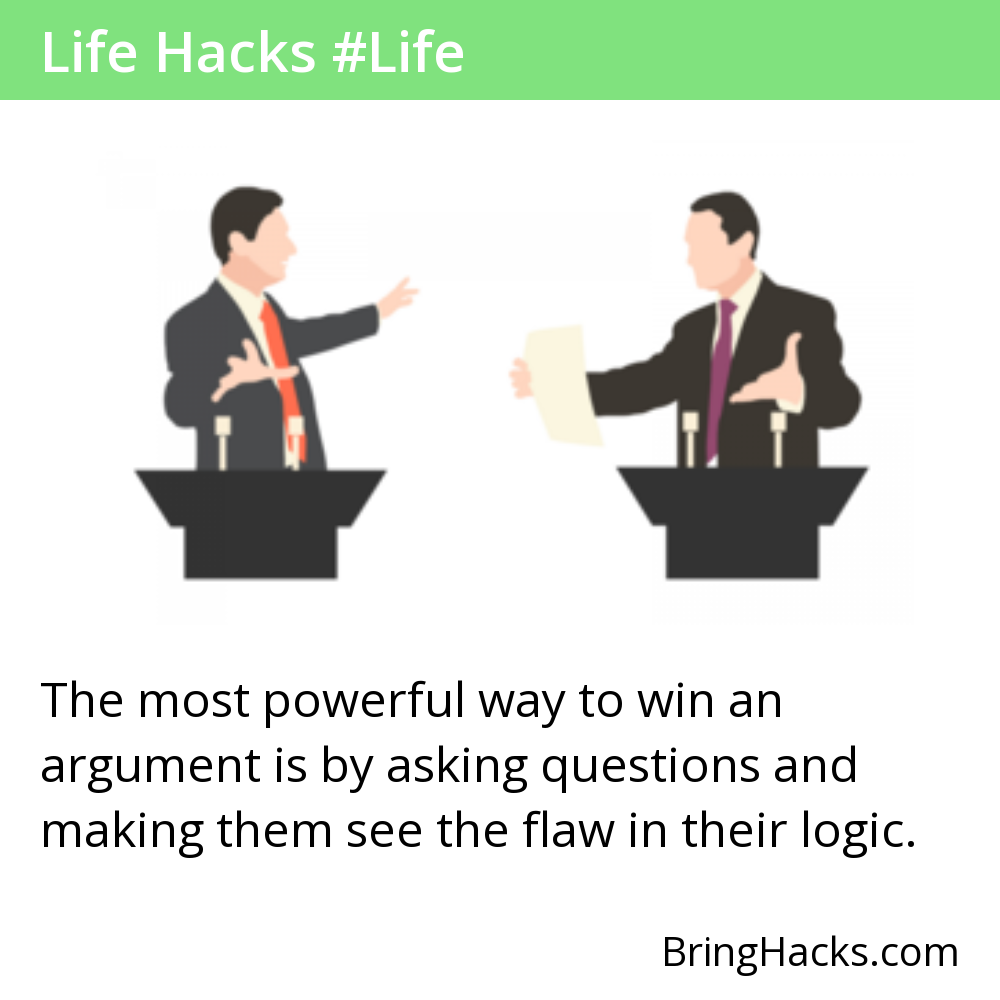 Life Hacks #Life
The most powerful way to win an
argument is by asking questions and
making them see the flaw in their logic.
BringHacks.com